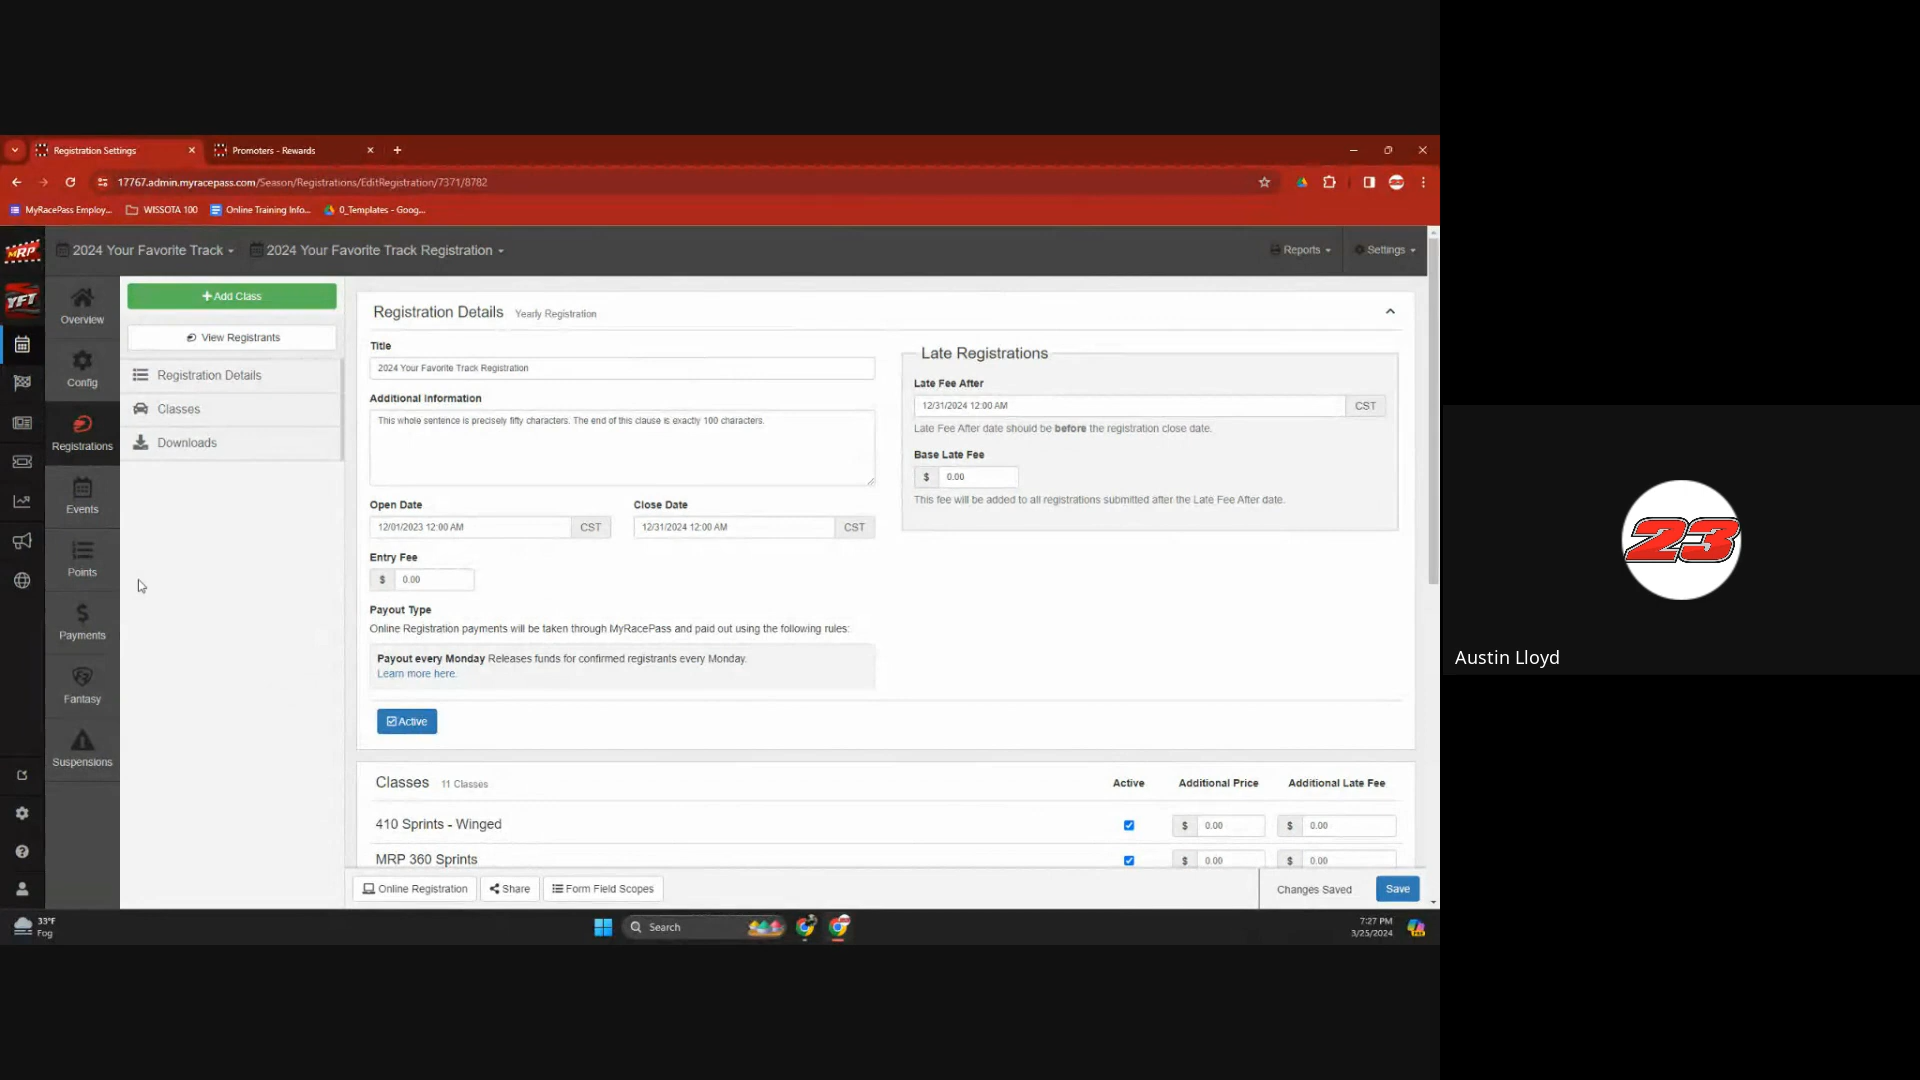 Registration Settings
Promoters - Rewards
17767.admin.myracepass.com/Season/Registrations/EditRegistration/7371/8782
MyRacePass Employ...
WISSOTA 100
Online Training Info...
0_Templates - Goog...
MRP
2024 Your Favorite Track
2024 Your Favorite Track Registration
Reports
Settings
YFT
Overview
Config
Registrations
Events
Points
Payments
Fantasy
Suspensions
Add Class
View Registrants
Registration Details
Classes
Downloads
Registration Details Yearly Registration
Title
2024 Your Favorite Track Registration
Additional Information
This whole sentence is precisely fifty characters. The end of this clause is exactly 100 characters.
Open Date
12/01/2023 12:00 AM CST
Close Date
12/31/2024 12:00 AM CST
Entry Fee
$ 0.00
Payout Type
Online Registration payments will be taken through MyRacePass and paid out using the following rules:
Payout every Monday Releases funds for confirmed registrants every Monday.
Learn more here.
Active
Late Registrations
Late Fee After
12/31/2024 12:00 AM CST
Late Fee After date should be before the registration close date.
Base Late Fee
$ 0.00
This fee will be added to all registrations submitted after the Late Fee After date.
Classes 11 Classes
Active Additional Price Additional Late Fee
410 Sprints - Winged $ 0.00 $ 0.00
MRP 360 Sprints $ 0.00 $ 0.00
Online Registration
Share
Form Field Scopes
Changes Saved
Save
33°F
Fog
Search
7:27 PM
3/25/2024
23
Austin Lloyd